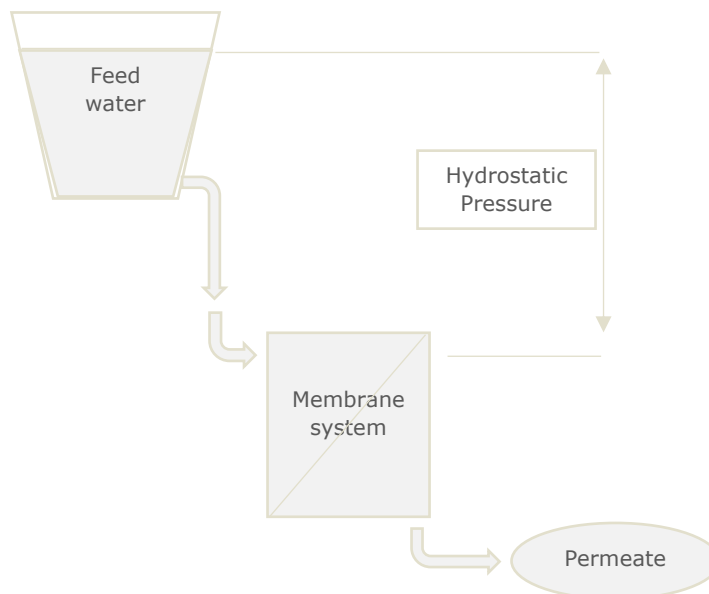 Feed
water
Hydrostatic
Pressure
Membrane
system
Permeate